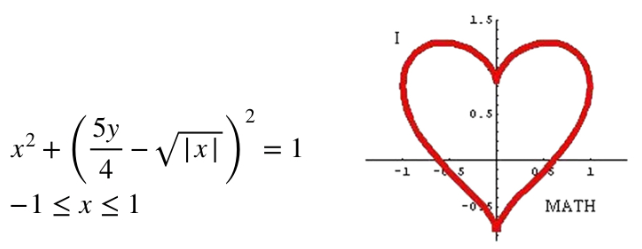 x² + (5y/4 − √|x|)² = 1
−1 ≤ x ≤ 1
1.5
I
0.5
-1 -0.5 0.5 1
-0.5
MATH